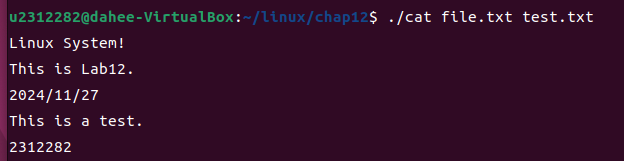 u2312282@dahee-VirtualBox:~/linux/chap12$ ./cat file.txt test.txt
Linux System!
This is Lab12.
2024/11/27
This is a test.
2312282